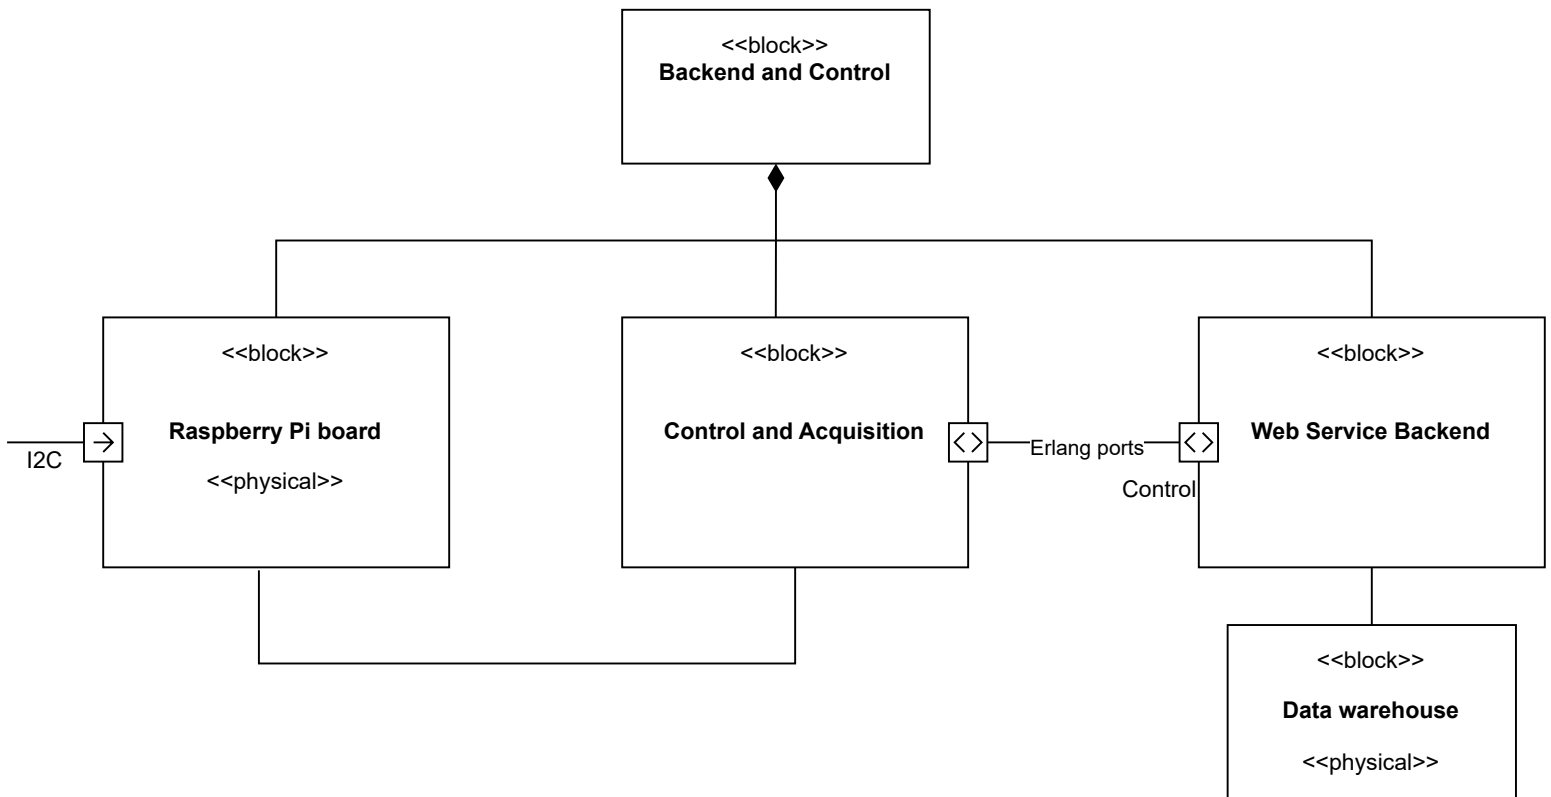 <<block>>
Backend and Control
<<block>>
Raspberry Pi board
<<physical>>
I2C
<<block>>
Control and Acquisition
Erlang ports
Control
<<block>>
Web Service Backend
<<block>>
Data warehouse
<<physical>>